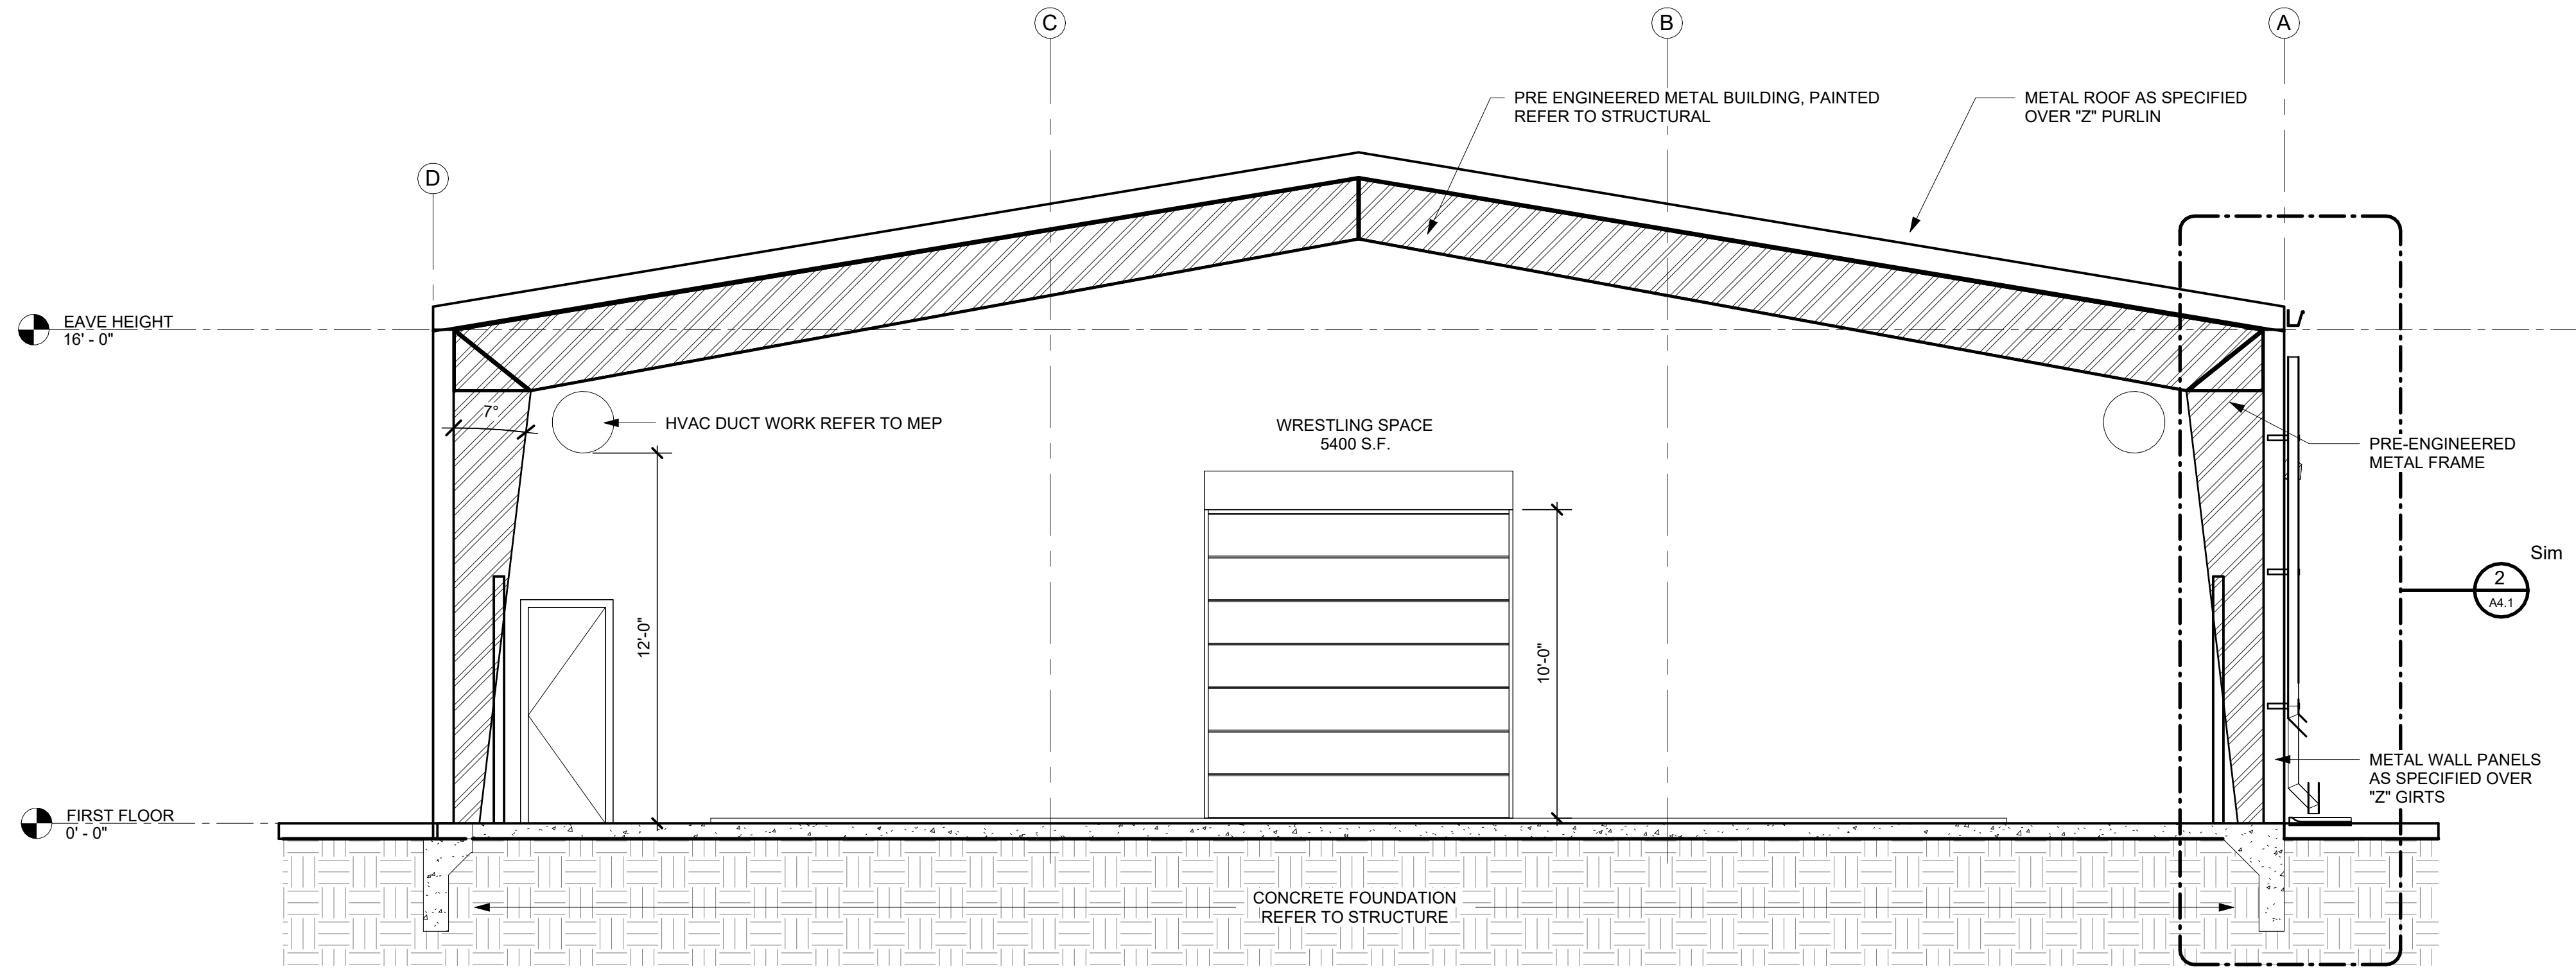 C
B
A
D
PRE ENGINEERED METAL BUILDING, PAINTED
REFER TO STRUCTURAL
METAL ROOF AS SPECIFIED
OVER "Z" PURLIN
EAVE HEIGHT
16' - 0"
7°
HVAC DUCT WORK REFER TO MEP
WRESTLING SPACE
5400 S.F.
PRE-ENGINEERED
METAL FRAME
Sim
2
A4.1
12'-0"
10'-0"
METAL WALL PANELS
AS SPECIFIED OVER
"Z" GIRTS
FIRST FLOOR
0' - 0"
CONCRETE FOUNDATION
REFER TO STRUCTURE